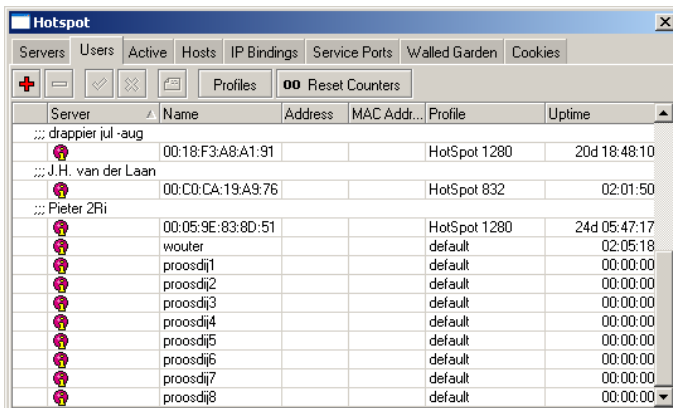 Hotspot
Servers Users Active Hosts IP Bindings Service Ports Walled Garden Cookies
Profiles 00 Reset Counters
Server Name Address MAC Addr... Profile Uptime
;;; drappier jul -aug
00:18:F3:A8:A1:91 HotSpot 1280 20d 18:48:10
;;; J.H. van der Laan
00:C0:CA:19:A9:76 HotSpot 832 02:01:50
;;; Pieter 2Ri
00:05:9E:83:8D:51 HotSpot 1280 24d 05:47:17
wouter default 02:05:18
proosdij1 default 00:00:00
proosdij2 default 00:00:00
proosdij3 default 00:00:00
proosdij4 default 00:00:00
proosdij5 default 00:00:00
proosdij6 default 00:00:00
proosdij7 default 00:00:00
proosdij8 default 00:00:00